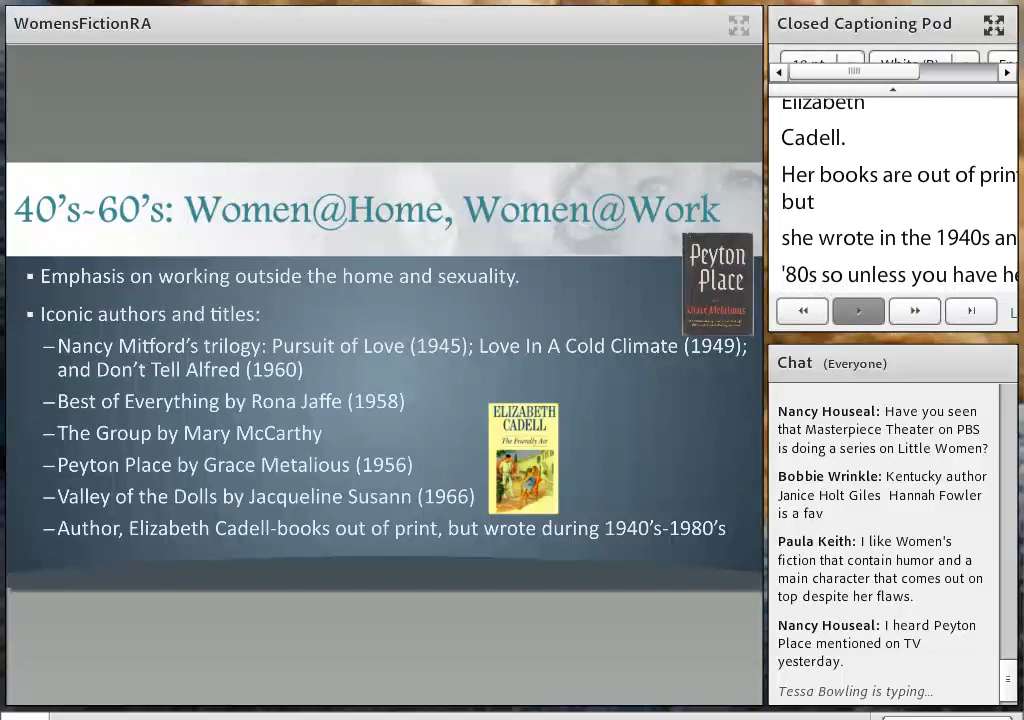 WomensFictionRA
40's-60's: Women@Home, Women@Work
▪ Emphasis on working outside the home and sexuality.
▪ Iconic authors and titles:
–Nancy Mitford's trilogy: Pursuit of Love (1945); Love In A Cold Climate (1949);
and Don't Tell Alfred (1960)
–Best of Everything by Rona Jaffe (1958)
–The Group by Mary McCarthy
–Peyton Place by Grace Metalious (1956)
–Valley of the Dolls by Jacqueline Susann (1966)
–Author, Elizabeth Cadell-books out of print, but wrote during 1940's-1980's
Peyton
Place
Grace Metalious
ELIZABETH
CADELL
The Friendly Air
Closed Captioning Pod
Elizabeth
Cadell.
Her books are out of prin
but
she wrote in the 1940s an
'80s so unless you have he
Chat (Everyone)
Nancy Houseal: Have you seen
that Masterpiece Theater on PBS
is doing a series on Little Women?
Bobbie Wrinkle: Kentucky author
Janice Holt Giles Hannah Fowler
is a fav
Paula Keith: I like Women's
fiction that contain humor and a
main character that comes out on
top despite her flaws.
Nancy Houseal: I heard Peyton
Place mentioned on TV
yesterday.
Tessa Bowling is typing...